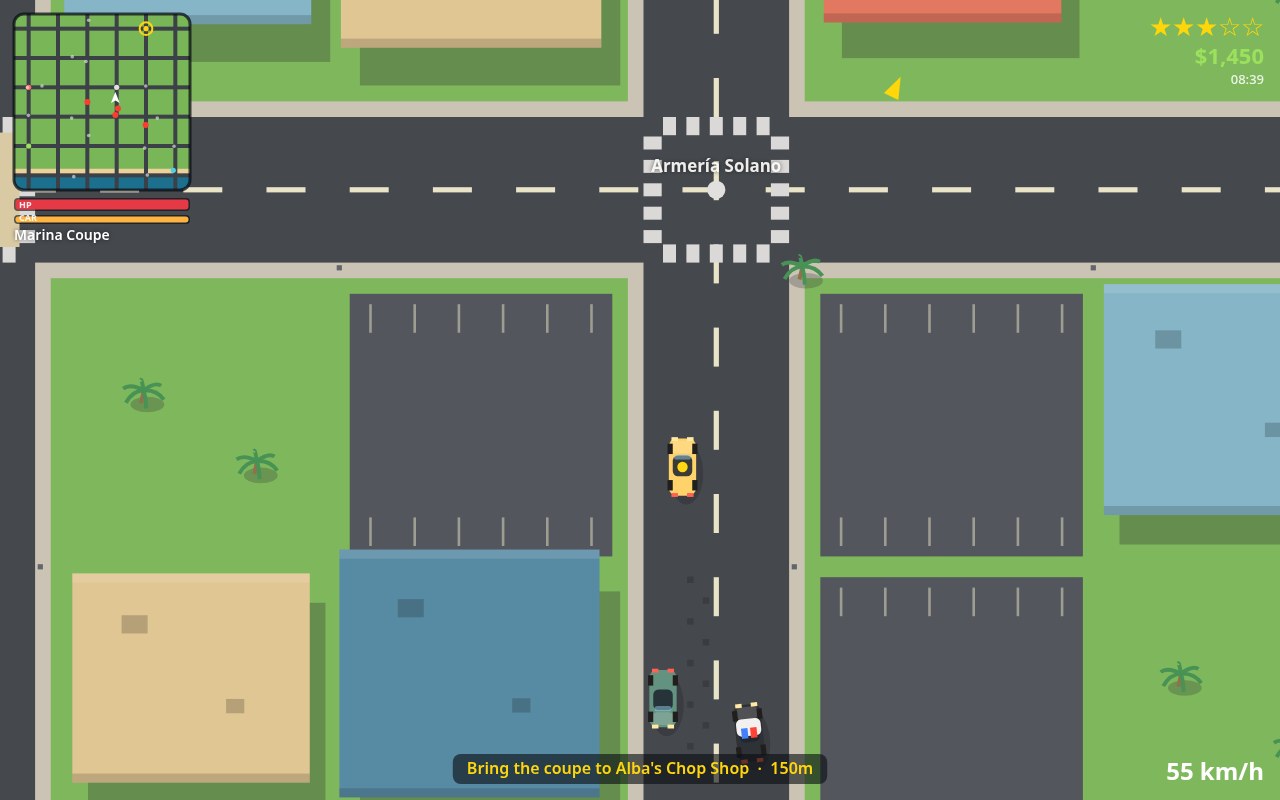 ★★★☆☆
$1,450
08:39
Armería Solano
HP
CAR
Marina Coupe
Bring the coupe to Alba's Chop Shop · 150m
55 km/h